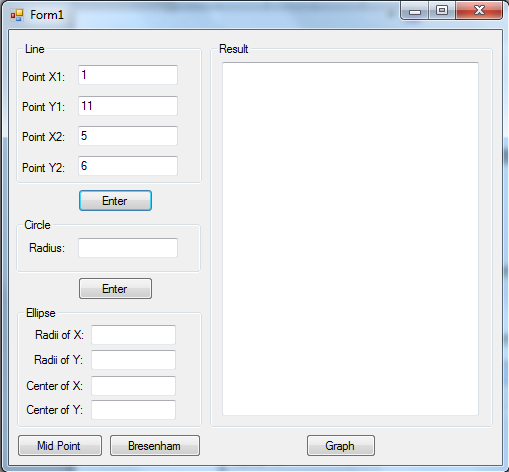 Form1
Line
Point X1: 1
Point Y1: 11
Point X2: 5
Point Y2: 6
Enter
Circle
Radius:
Enter
Ellipse
Radii of X:
Radii of Y:
Center of X:
Center of Y:
Mid Point Bresenham
Result
Graph